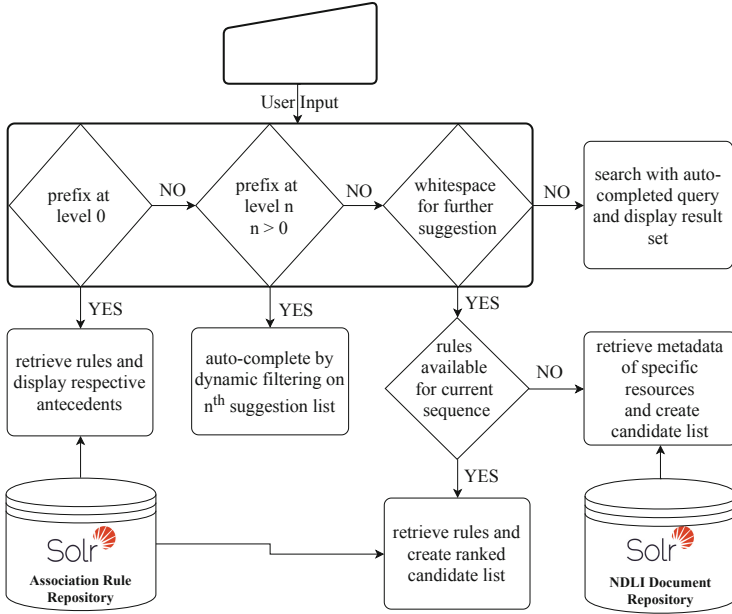 User Input
prefix at
level 0
NO
prefix at
level n
n > 0
NO
whitespace
for further
suggestion
NO
search with auto-
completed query
and display result
set
YES
YES
YES
retrieve rules and
display respective
antecedents
auto-complete by
dynamic filtering on
nth suggestion list
rules
available
for current
sequence
NO
retrieve metadata
of specific
resources
and create
candidate list
YES
Solr
Association Rule
Repository
retrieve rules and
create ranked
candidate list
Solr
NDLI Document
Repository